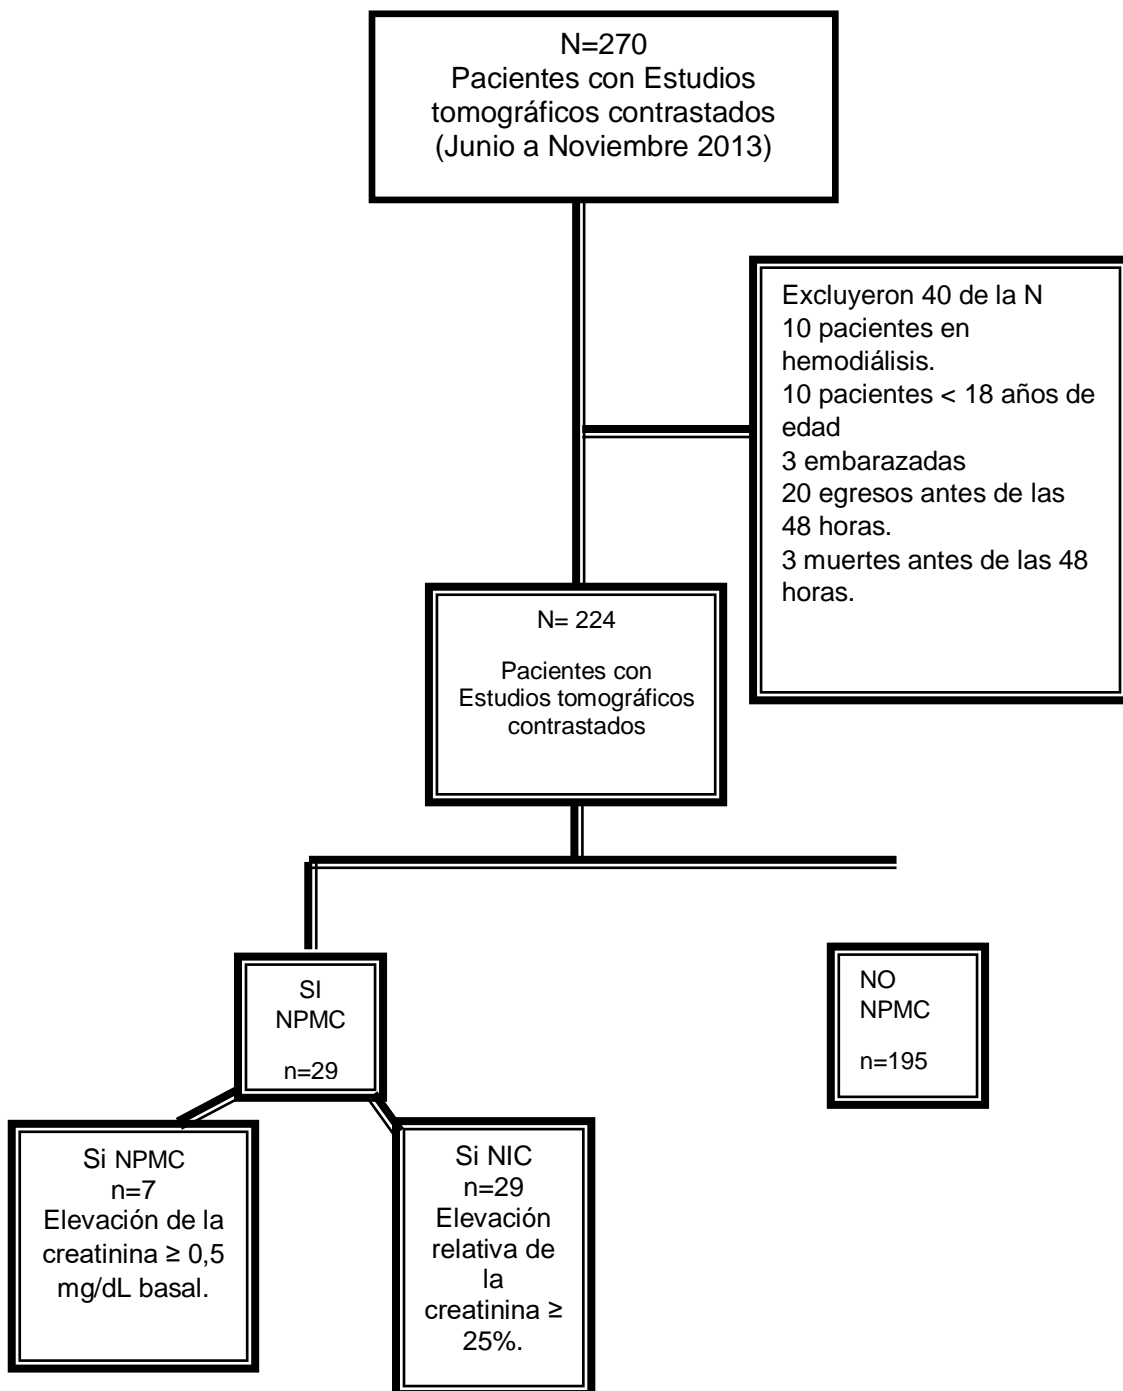 N=270
Pacientes con Estudios
tomográficos contrastados
(Junio a Noviembre 2013)
Excluyeron 40 de la N
10 pacientes en
hemodiálisis.
10 pacientes < 18 años de
edad
3 embarazadas
20 egresos antes de las
48 horas.
3 muertes antes de las 48
horas.
N= 224
Pacientes con
Estudios tomográficos
contrastados
SI
NPMC
n=29
NO
NPMC
n=195
Si NPMC
n=7
Elevación de la
creatinina ≥ 0,5
mg/dL basal.
Si NIC
n=29
Elevación
relativa de
la
creatinina ≥
25%.